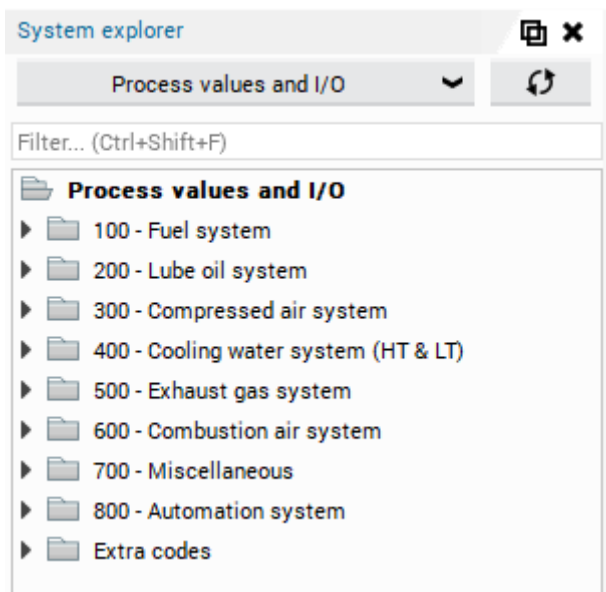 System explorer
Process values and I/O
Filter... (Ctrl+Shift+F)
Process values and I/O
100 - Fuel system
200 - Lube oil system
300 - Compressed air system
400 - Cooling water system (HT & LT)
500 - Exhaust gas system
600 - Combustion air system
700 - Miscellaneous
800 - Automation system
Extra codes